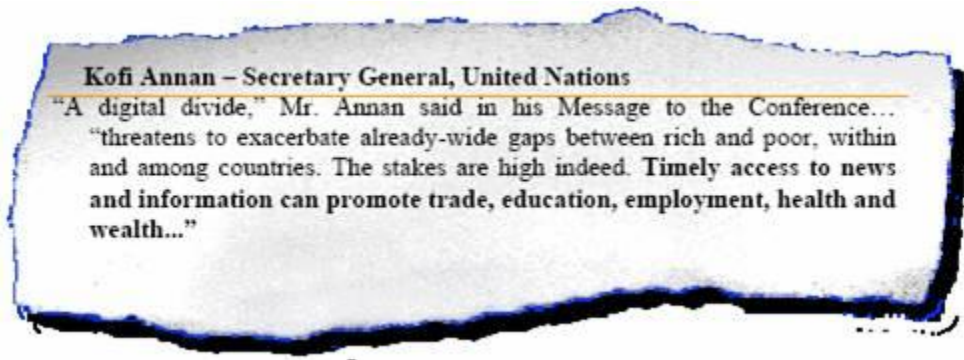 Kofi Annan – Secretary General, United Nations
“A digital divide,” Mr. Annan said in his Message to the Conference…
“threatens to exacerbate already-wide gaps between rich and poor, within
and among countries. The stakes are high indeed. Timely access to news
and information can promote trade, education, employment, health and
wealth...”